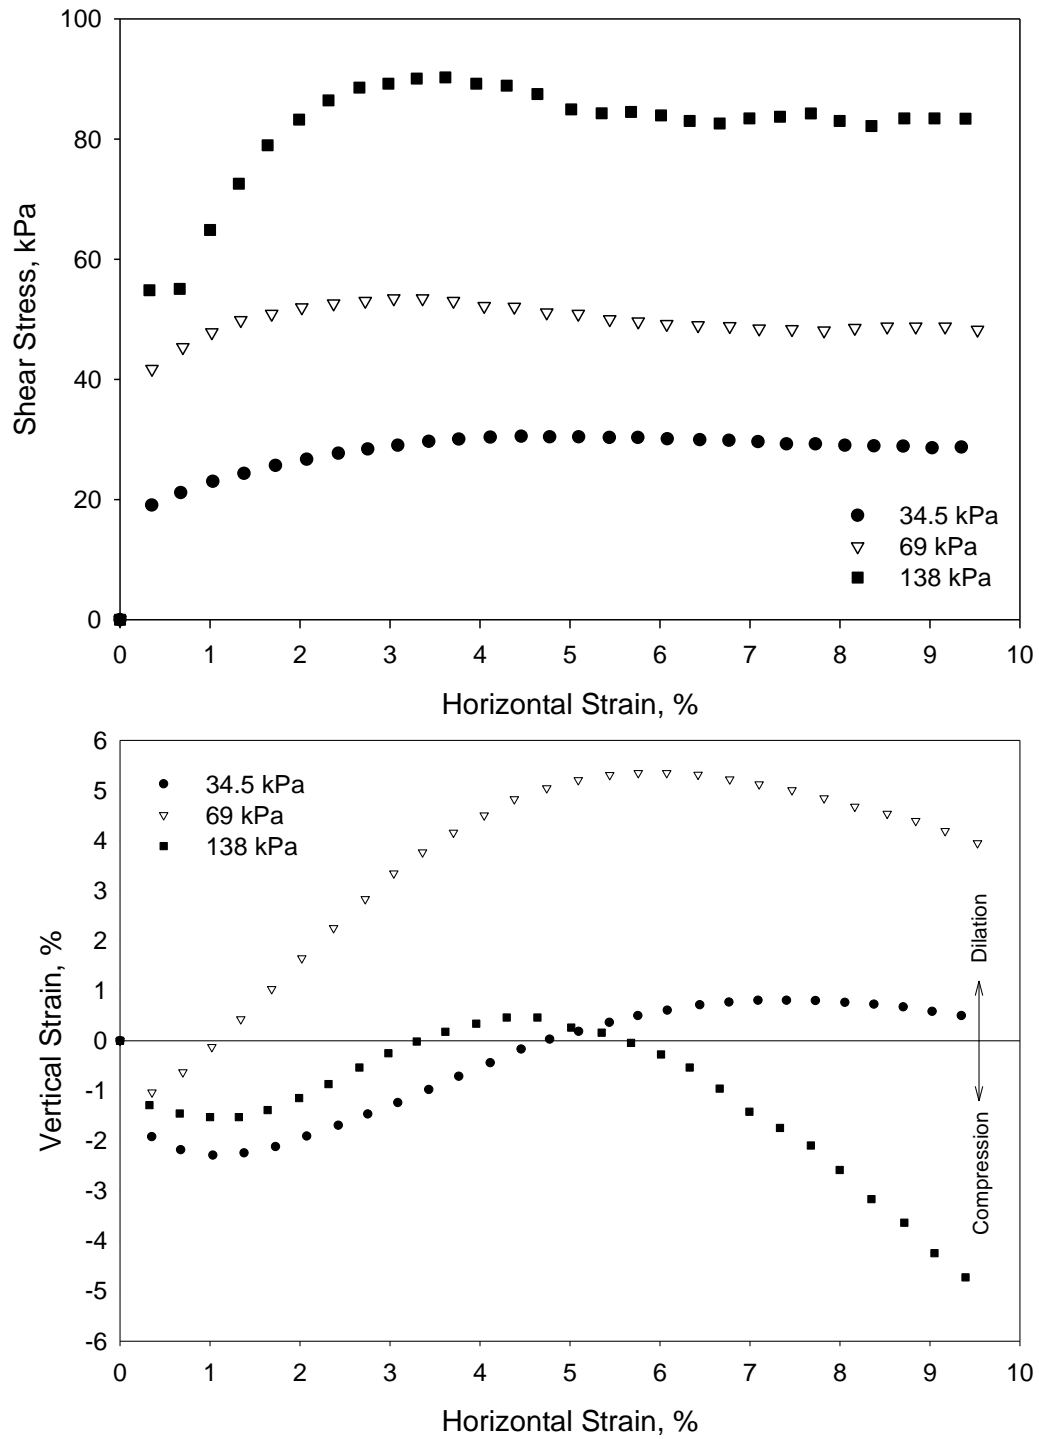 100
80
60
40
20
0
Shear Stress, kPa
34.5 kPa
69 kPa
138 kPa
0 1 2 3 4 5 6 7 8 9 10
Horizontal Strain, %
6
5
4
3
2
1
0
-1
-2
-3
-4
-5
-6
Vertical Strain, %
34.5 kPa
69 kPa
138 kPa
Dilation
Compression
0 1 2 3 4 5 6 7 8 9 10
Horizontal Strain, %